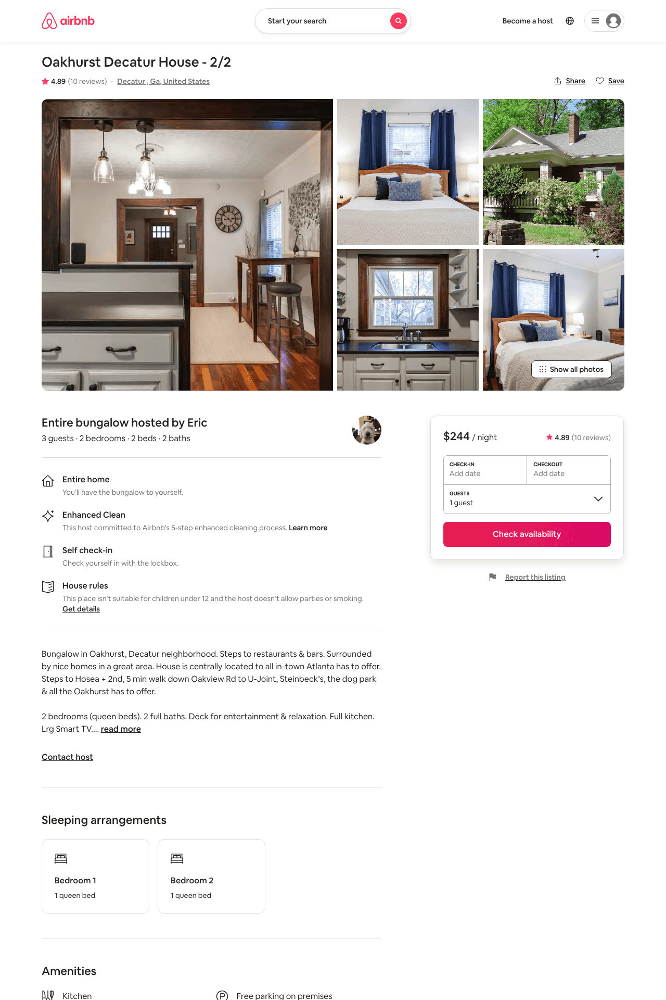 airbnb
Start your search
Become a host
Oakhurst Decatur House - 2/2
4.89 (10 reviews) · Decatur , Ga, United States
Share
Save
Show all photos
Entire bungalow hosted by Eric
3 guests · 2 bedrooms · 2 beds · 2 baths
$244 / night
4.89 (10 reviews)
CHECK-IN
Add date
CHECKOUT
Add date
GUESTS
1 guest
Check availability
Report this listing
Entire home
You’ll have the bungalow to yourself.
Enhanced Clean
This host committed to Airbnb's 5-step enhanced cleaning process. Learn more
Self check-in
Check yourself in with the lockbox.
House rules
This place isn’t suitable for children under 12 and the host doesn’t allow parties or smoking.
Get details
Bungalow in Oakhurst, Decatur neighborhood. Steps to restaurants & bars. Surrounded
by nice homes in a great area. House is centrally located to all in-town Atlanta has to offer.
Steps to Hosea + 2nd, 5 min walk down Oakview Rd to U-Joint, Steinbeck’s, the dog park
& all the Oakhurst has to offer.
2 bedrooms (queen beds). 2 full baths. Deck for entertainment & relaxation. Full kitchen.
Lrg Smart TV.... read more
Contact host
Sleeping arrangements
Bedroom 1
1 queen bed
Bedroom 2
1 queen bed
Amenities
Kitchen
Free parking on premises